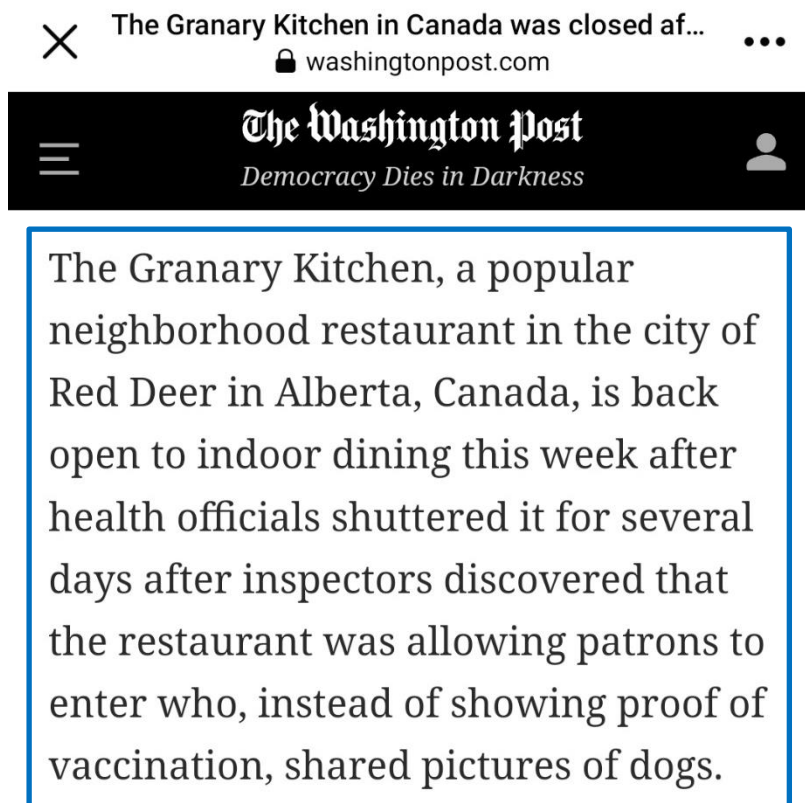 The Granary Kitchen in Canada was closed af...
washingtonpost.com
The Washington Post
Democracy Dies in Darkness
The Granary Kitchen, a popular
neighborhood restaurant in the city of
Red Deer in Alberta, Canada, is back
open to indoor dining this week after
health officials shuttered it for several
days after inspectors discovered that
the restaurant was allowing patrons to
enter who, instead of showing proof of
vaccination, shared pictures of dogs.